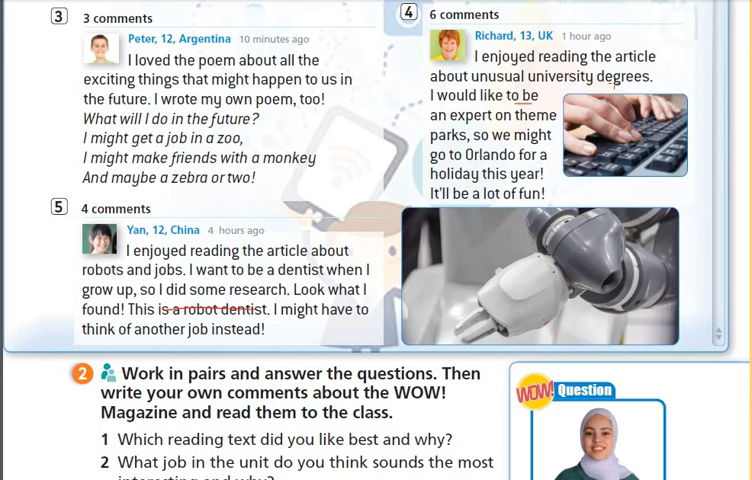 3 3 comments
Peter, 12, Argentina 10 minutes ago
I loved the poem about all the
exciting things that might happen to us in
the future. I wrote my own poem, too!
What will I do in the future?
I might get a job in a zoo,
I might make friends with a monkey
And maybe a zebra or two!
4 6 comments
Richard, 13, UK 1 hour ago
I enjoyed reading the article
about unusual university degrees.
I would like to be
an expert on theme
parks, so we might
go to Orlando for a
holiday this year!
It'll be a lot of fun!
5 4 comments
Yan, 12, China 4 hours ago
I enjoyed reading the article about
robots and jobs. I want to be a dentist when I
grow up, so I did some research. Look what I
found! This is a robot dentist. I might have to
think of another job instead!
2 Work in pairs and answer the questions. Then
write your own comments about the WOW!
Magazine and read them to the class.
1 Which reading text did you like best and why?
2 What job in the unit do you think sounds the most
interesting and why?
WOW! Question